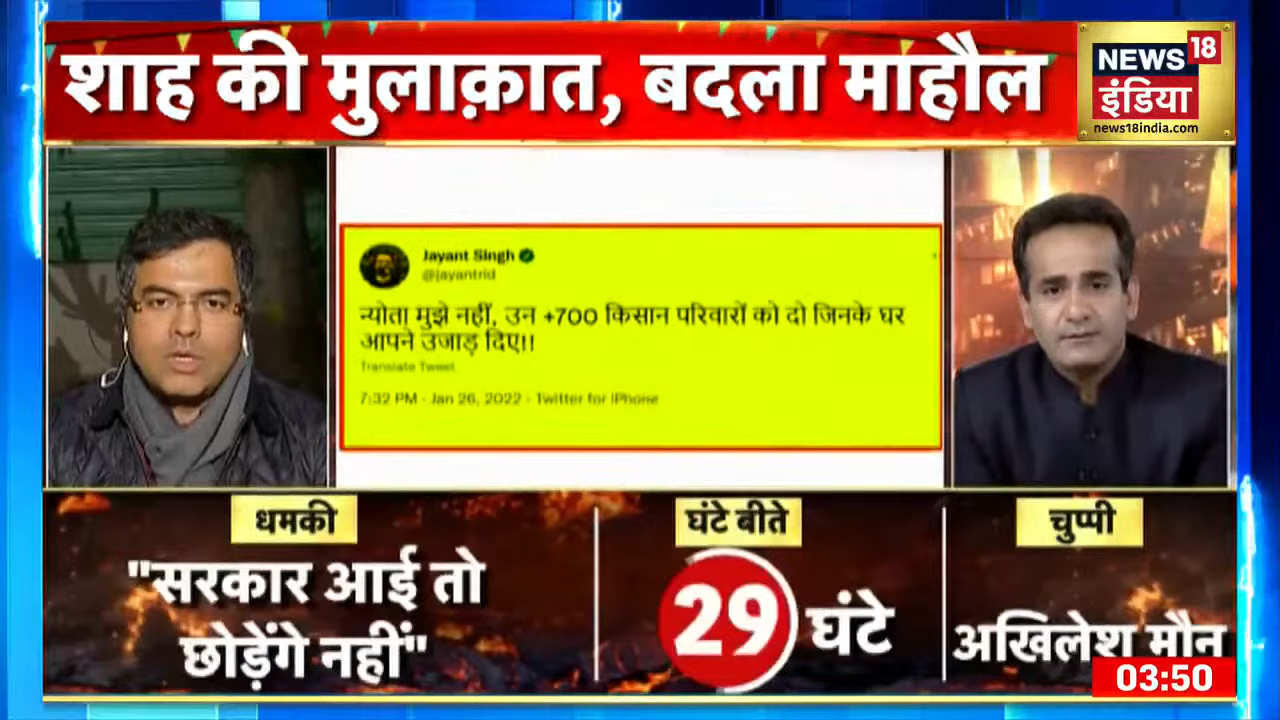 शाह की मुलाक़ात, बदला माहौल
NEWS 18
इंडिया
news18india.com
Jayant Singh
@jayantrld
न्योता मुझे नहीं, उन +700 किसान परिवारों को दो जिनके घर
आपने उजाड़ दिए!!
Translate Tweet
7:32 PM · Jan 26, 2022 · Twitter for iPhone
धमकी
"सरकार आई तो
छोड़ेंगे नहीं"
घंटे बीते
29 घंटे
चुप्पी
अखिलेश मौन
03:50